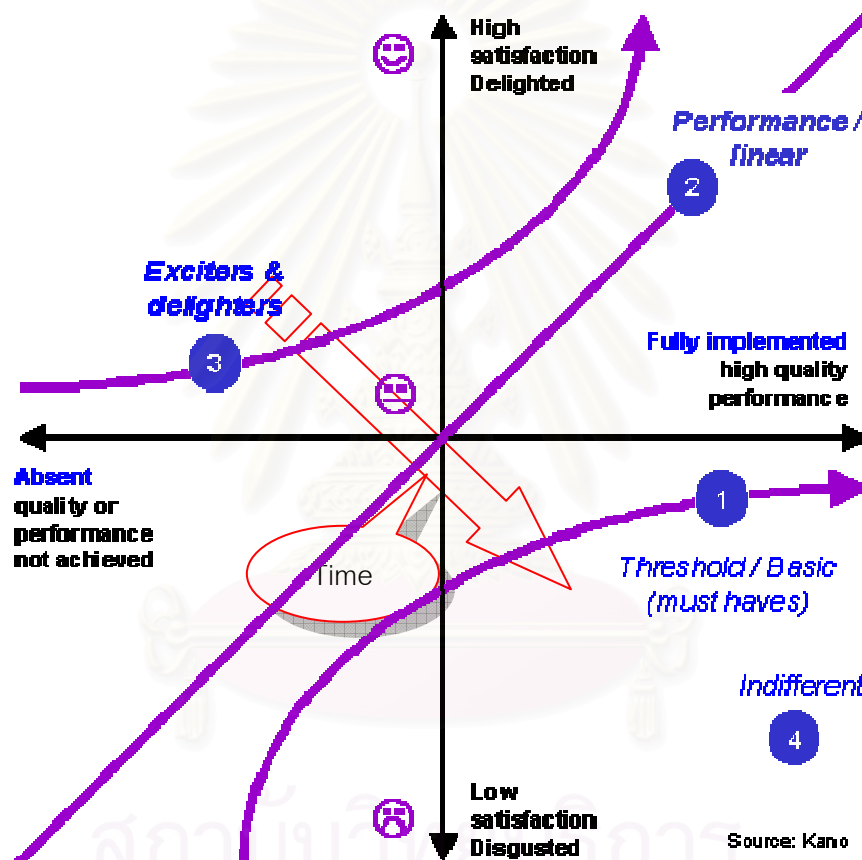 High
satisfaction
Delighted
Performance /
linear
2
Exciters &
delighters
3
Fully implemented
high quality
performance
Absent
quality or
performance
not achieved
1
Time
Threshold / Basic
(must haves)
Indifferent
4
Low
satisfaction
Disgusted
Source: Kano